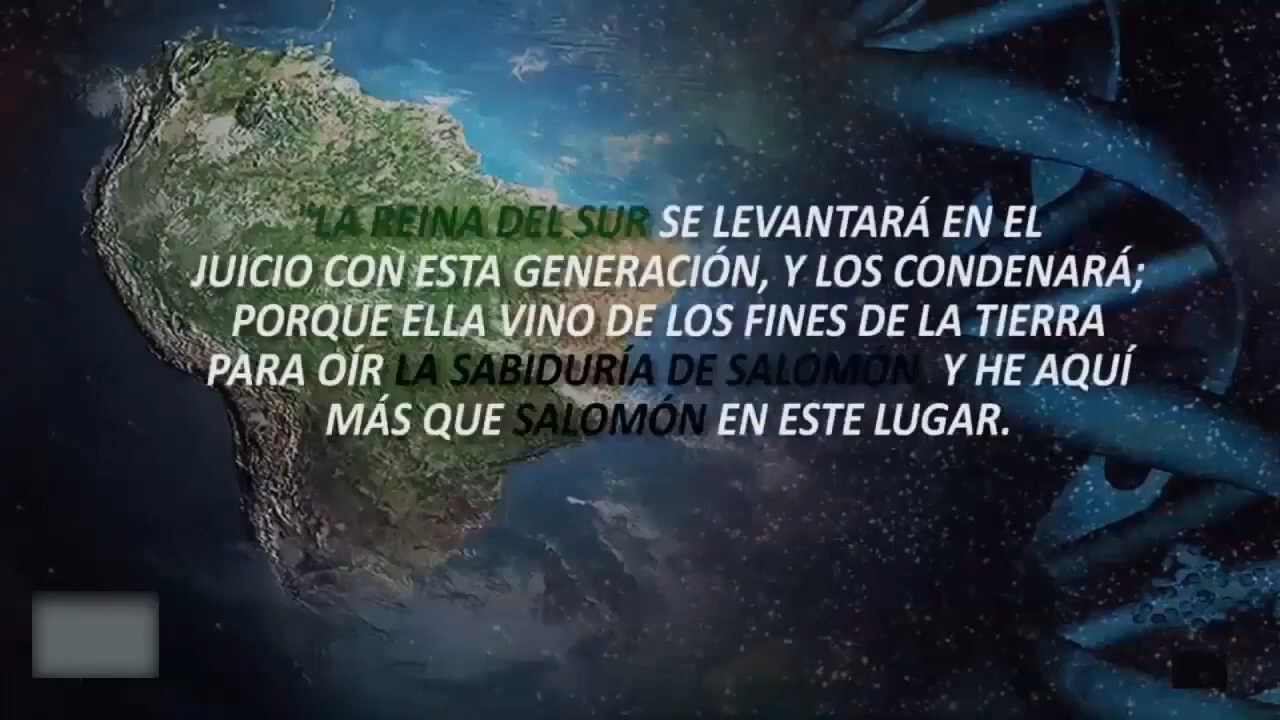 "LA REINA DEL SUR SE LEVANTARÁ EN EL
JUICIO CON ESTA GENERACIÓN, Y LOS CONDENARÁ;
PORQUE ELLA VINO DE LOS FINES DE LA TIERRA
PARA OÍR LA SABIDURÍA DE SALOMÓN Y HE AQUÍ
MÁS QUE SALOMÓN EN ESTE LUGAR.